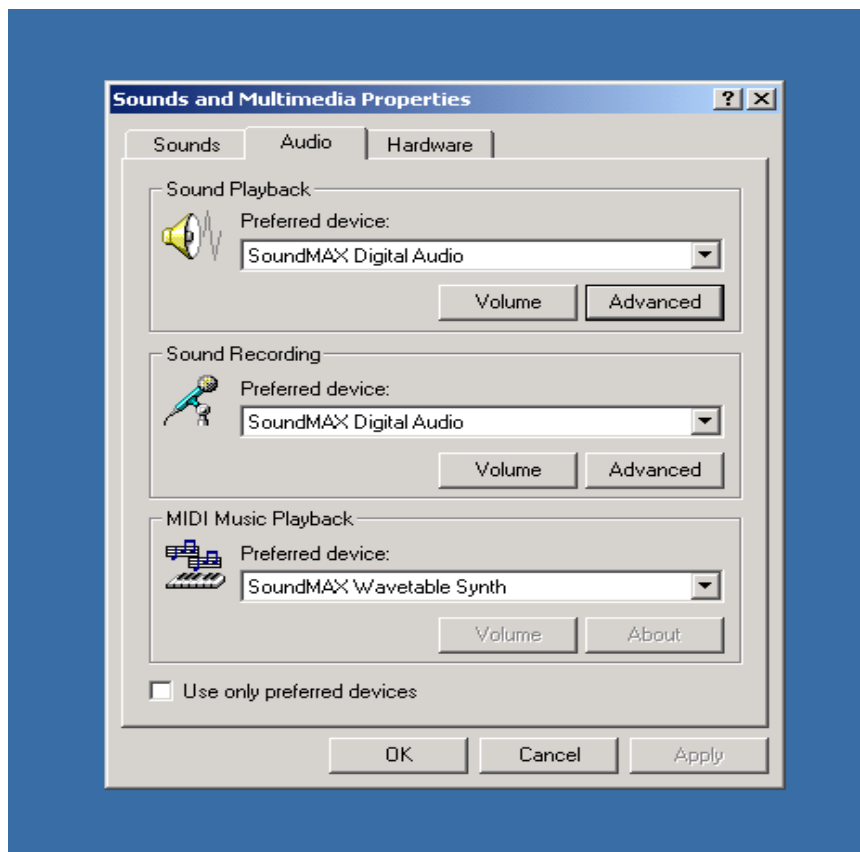 Sounds and Multimedia Properties
Sounds Audio Hardware
Sound Playback
Preferred device:
SoundMAX Digital Audio
Volume Advanced
Sound Recording
Preferred device:
SoundMAX Digital Audio
Volume Advanced
MIDI Music Playback
Preferred device:
SoundMAX Wavetable Synth
Volume About
Use only preferred devices
OK Cancel Apply